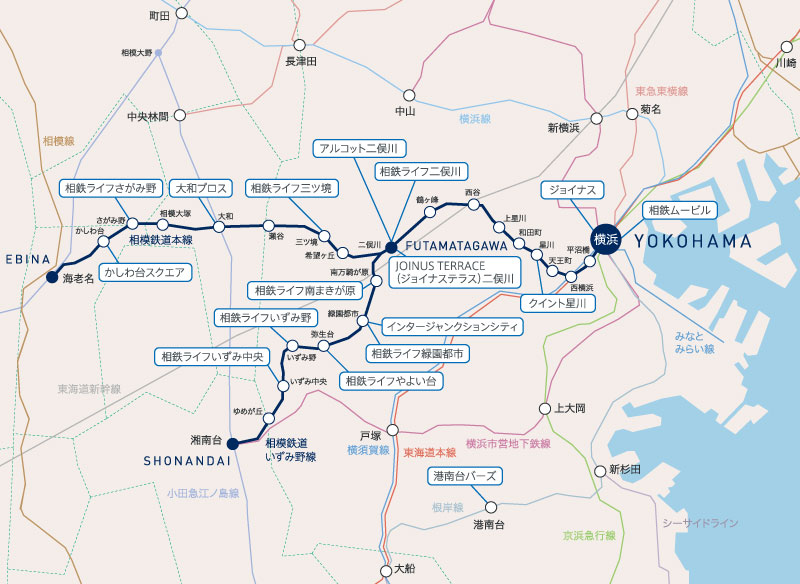 町田
相模大野
長津田
川崎
中山
東急東横線
中央林間
横浜線
新横浜
菊名
相模線
アルコット二俣川
相鉄ライフ二俣川
相鉄ライフさがみ野
大和プロス
相鉄ライフ三ツ境
ジョイナス
相鉄ムービル
鶴ヶ峰
西谷
さがみ野
相模大塚
大和
瀬谷
三ツ境
希望ヶ丘
二俣川
上星川
和田町
星川
天王町
西横浜
平沼橋
横浜
YOKOHAMA
かしわ台
相模鉄道本線
FUTAMATAGAWA
EBINA
海老名
かしわ台スクエア
JOINUS TERRACE
（ジョイナステラス）二俣川
南万騎が原
相鉄ライフ南まきが原
クイント星川
相鉄ライフいずみ野
緑園都市
インタージャンクションシティ
みなと
みらい線
弥生台
いずみ野
相鉄ライフいずみ中央
相鉄ライフ緑園都市
相鉄ライフやよい台
いずみ中央
東海道新幹線
ゆめが丘
上大岡
湘南台
SHONANDAI
相模鉄道
いずみ野線
戸塚
横須賀線
東海道本線
横浜市営地下鉄線
港南台バーズ
新杉田
小田急江ノ島線
根岸線
港南台
シーサイドライン
京浜急行線
大船